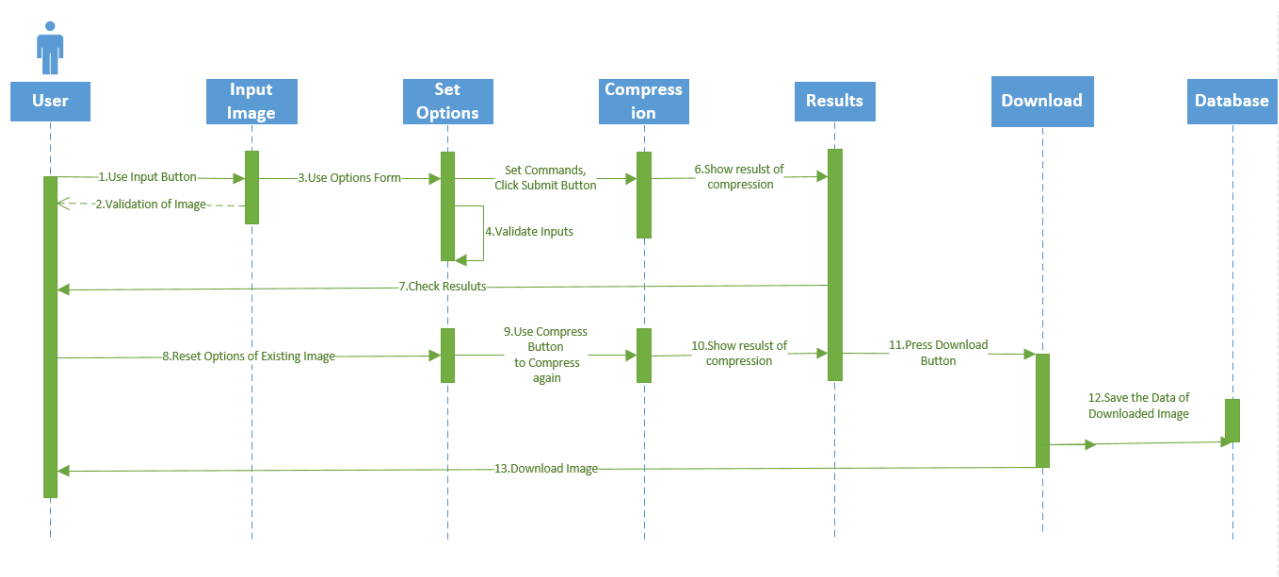 User
Input
Image
Set
Options
Compress
ion
Results
Download
Database
1.Use Input Button
3.Use Options Form
Set Commands,
Click Submit Button
6.Show resulst of
compression
2.Validation of Image
4.Validate Inputs
7.Check Resuluts
8.Reset Options of Existing Image
9.Use Compress
Button
to Compress
again
10.Show resulst of
compression
11.Press Download
Button
12.Save the Data of
Downloaded Image
13.Download Image